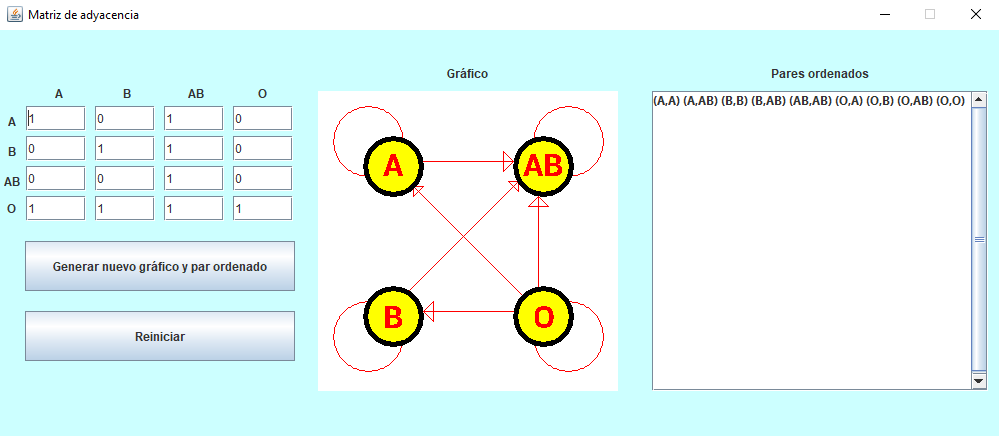 Matriz de adyacencia
Gráfico
Pares ordenados
A B AB O
A 1 0 1 0
B 0 1 1 0
AB 0 0 1 0
O 1 1 1 1
Generar nuevo gráfico y par ordenado
Reiniciar
A AB
B O
(A,A) (A,AB) (B,B) (B,AB) (AB,AB) (O,A) (O,B) (O,AB) (O,O)